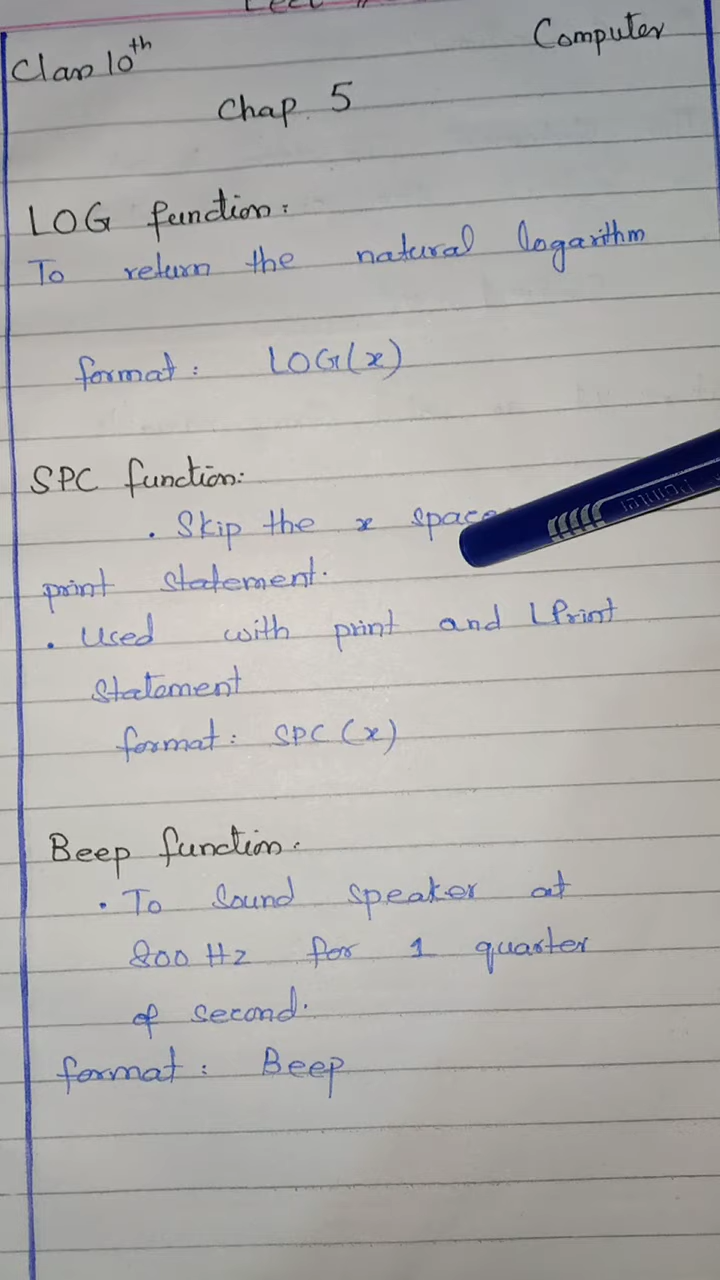 Class 10th Computer
Chap. 5
LOG function:
To return the natural logarithm
format: LOG(x)
SPC function:
. Skip the x space
print statement.
. Used with print and LPrint
Statement
format: SPC (x)
Beep function.
. To Sound speaker at
800 Hz for 1 quarter
of second.
format: Beep